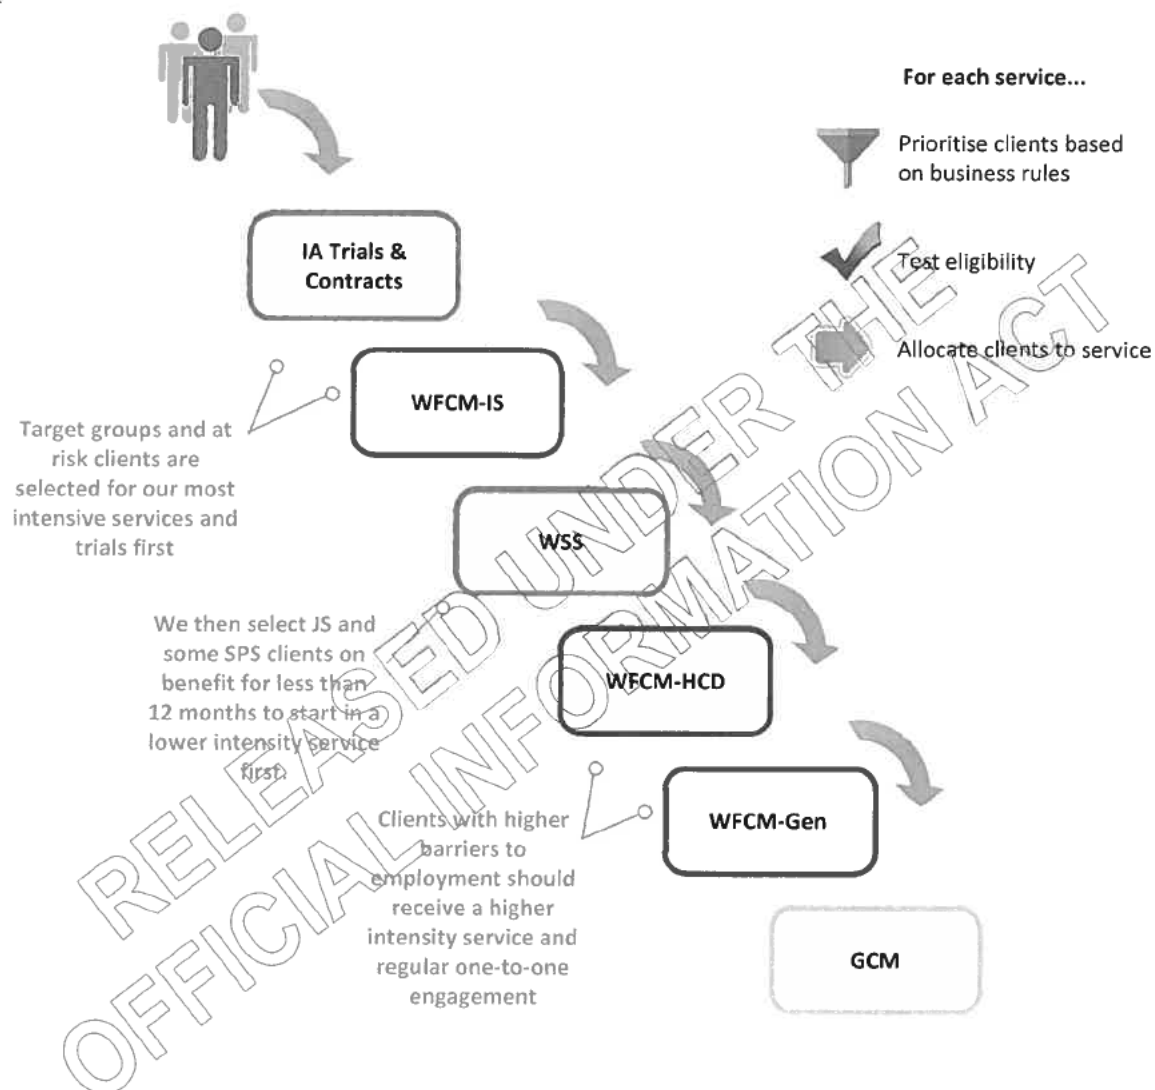 For each service...
Prioritise clients based
on business rules
Test eligibility
Allocate clients to service
IA Trials &
Contracts
WFCM-IS
Target groups and at
risk clients are
selected for our most
intensive services and
trials first
WSS
We then select JS and
some SPS clients on
benefit for less than
12 months to start in a
lower intensity service
first.
WFCM-HCD
WFCM-Gen
Clients with higher
barriers to
employment should
receive a higher
intensity service and
regular one-to-one
engagement
GCM
RELEASED UNDER THE
OFFICIAL INFORMATION ACT